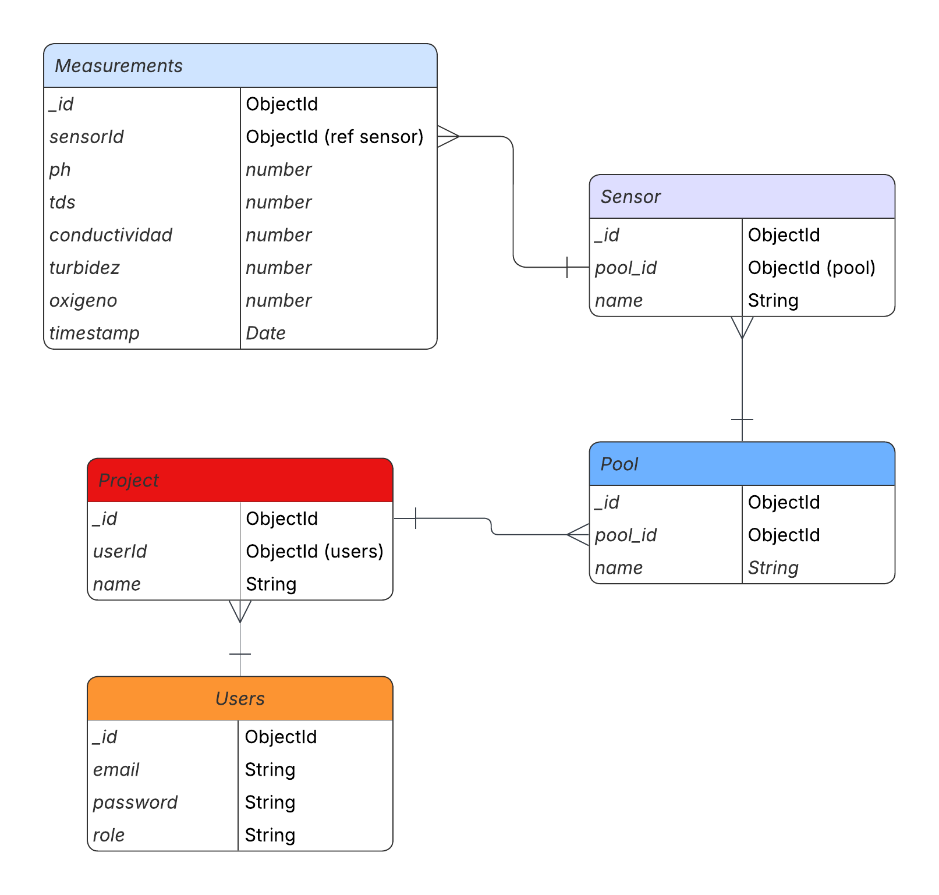 Measurements
_id ObjectId
sensorId ObjectId (ref sensor)
ph number
tds number
conductividad number
turbidez number
oxigeno number
timestamp Date
Sensor
_id ObjectId
pool_id ObjectId (pool)
name String
Project
_id ObjectId
userId ObjectId (users)
name String
Pool
_id ObjectId
pool_id ObjectId
name String
Users
_id ObjectId
email String
password String
role String